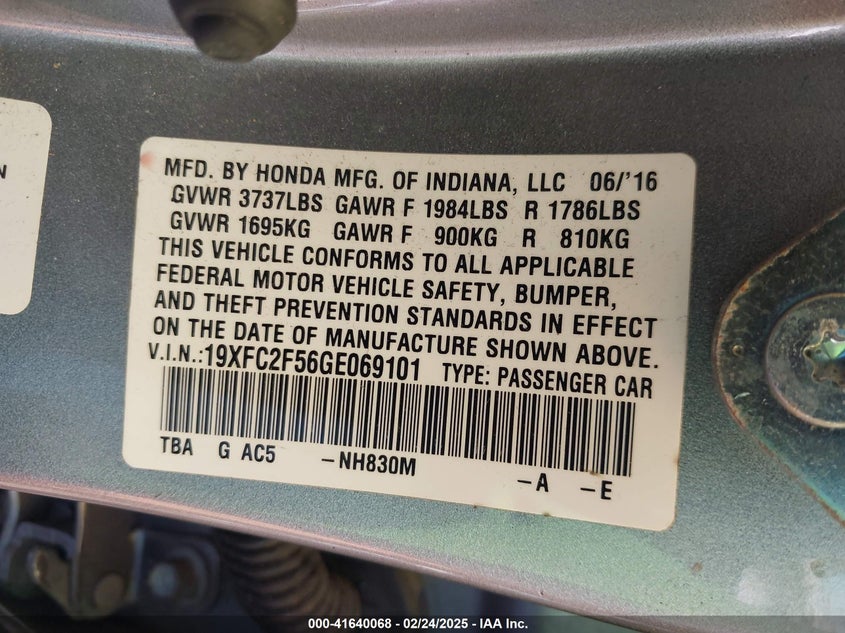 N
MFD. BY HONDA MFG. OF INDIANA, LLC 06/'16
GVWR 3737LBS GAWR F 1984LBS R 1786LBS
GVWR 1695KG GAWR F 900KG R 810KG
THIS VEHICLE CONFORMS TO ALL APPLICABLE
FEDERAL MOTOR VEHICLE SAFETY, BUMPER,
AND THEFT PREVENTION STANDARDS IN EFFECT
ON THE DATE OF MANUFACTURE SHOWN ABOVE.
V.I.N.:19XFC2F56GE069101 TYPE: PASSENGER CAR
TBA G AC5 -NH830M -A -E
000-41640068 - 02/24/2025 - IAA Inc.